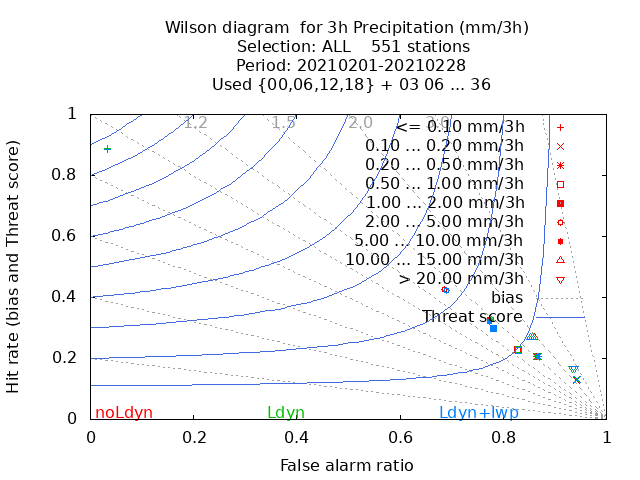 Wilson diagram  for 3h Precipitation (mm/3h)
Selection: ALL    551 stations
Period: 20210201-20210228
Used {00,06,12,18} + 03 06 ... 36
Hit rate (bias and Threat score)
1
0.8
0.6
0.4
0.2
0
1.2
1.5
2.0
<= 0.10 mm/3h
0.10 ... 0.20 mm/3h
0.20 ... 0.50 mm/3h
0.50 ... 1.00 mm/3h
1.00 ... 2.00 mm/3h
2.00 ... 5.00 mm/3h
5.00 ... 10.00 mm/3h
10.00 ... 15.00 mm/3h
> 20.00 mm/3h
bias
Threat score
noLdyn
Ldyn
Ldyn+lwp
0
0.2
0.4
0.6
0.8
1
False alarm ratio